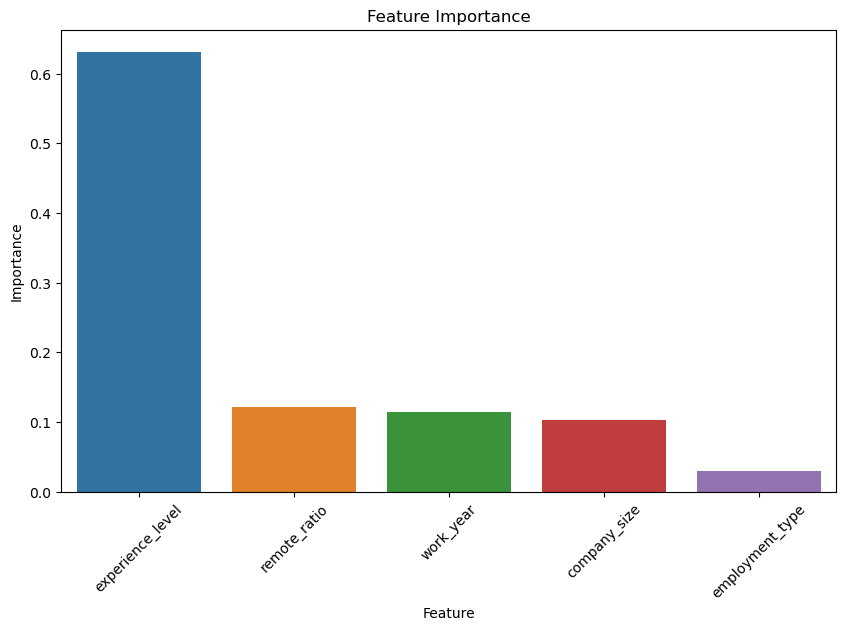 Feature Importance
Importance
0.6
0.5
0.4
0.3
0.2
0.1
0.0
experience_level
remote_ratio
work_year
company_size
employment_type
Feature